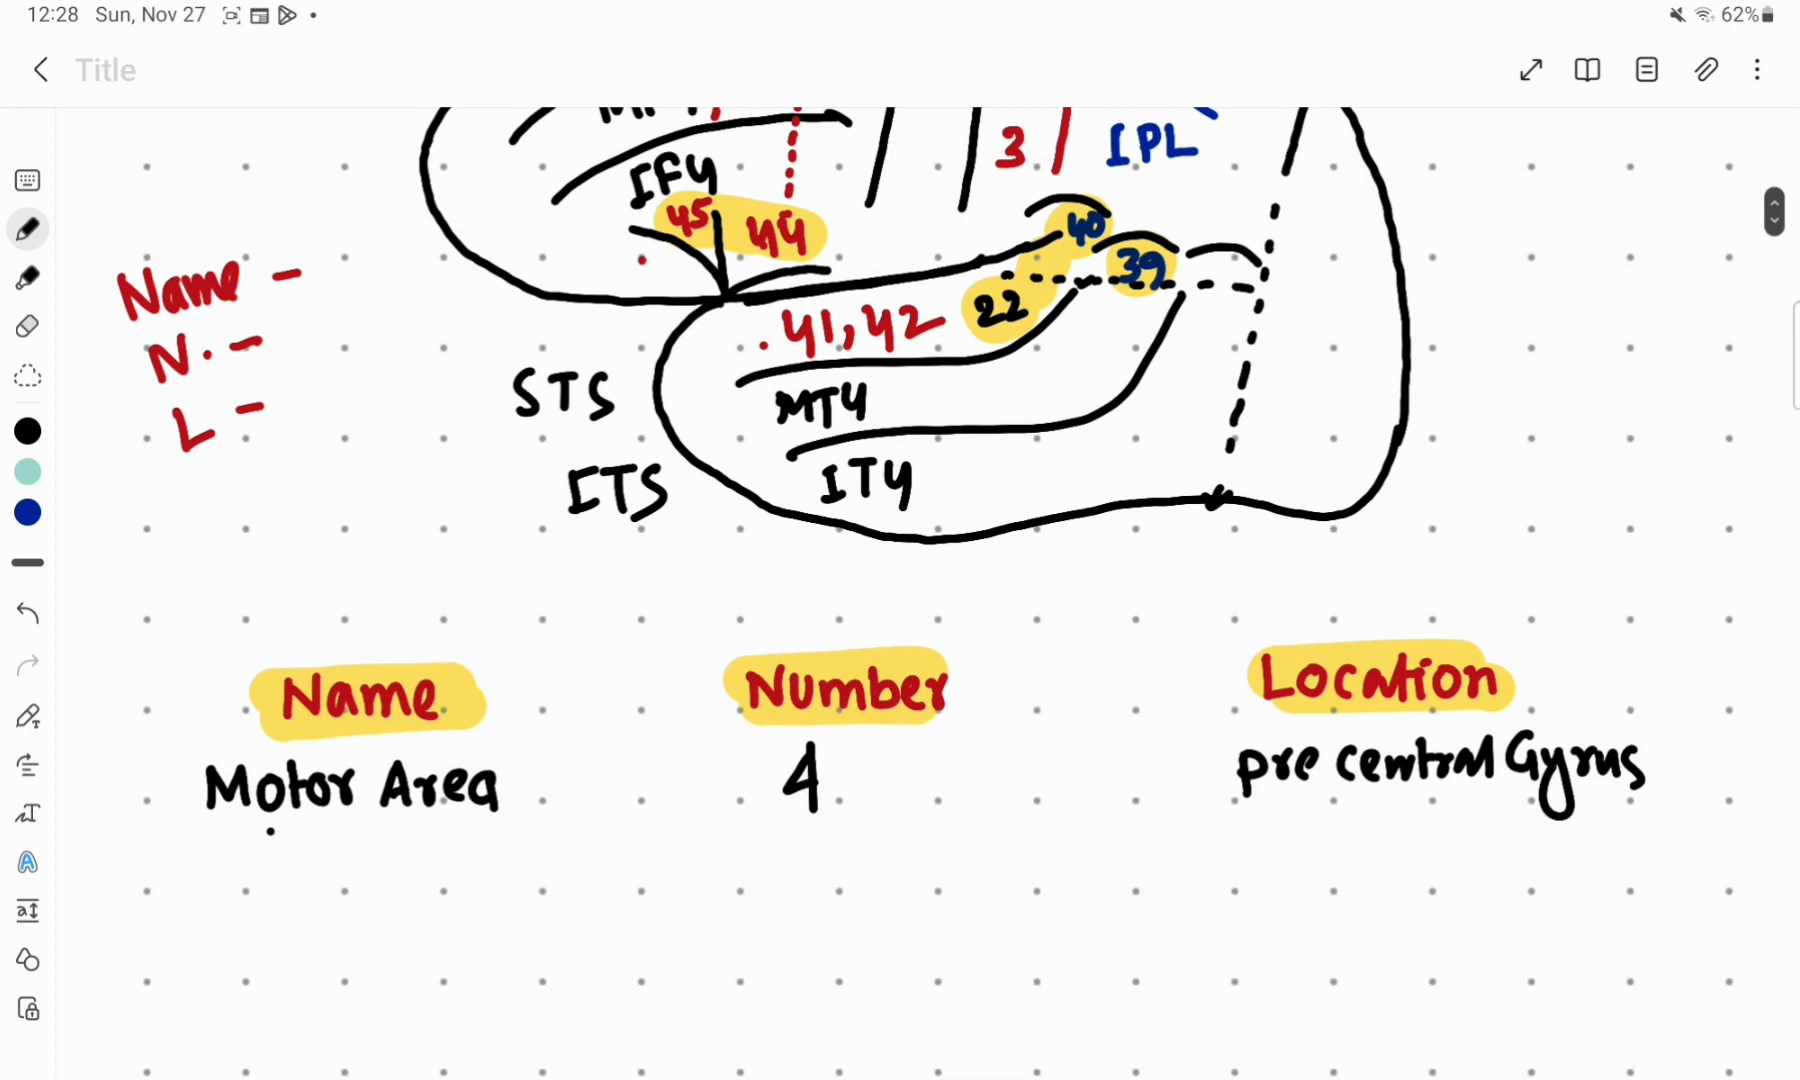 12:28 Sun, Nov 27 62%
Title
3 IPL
IFG
45 44 40
39
Name -
22
41, 42
N. -
STS MTG
L -
ITS ITG
Name Number Location
Motor Area 4 pre central Gyrus